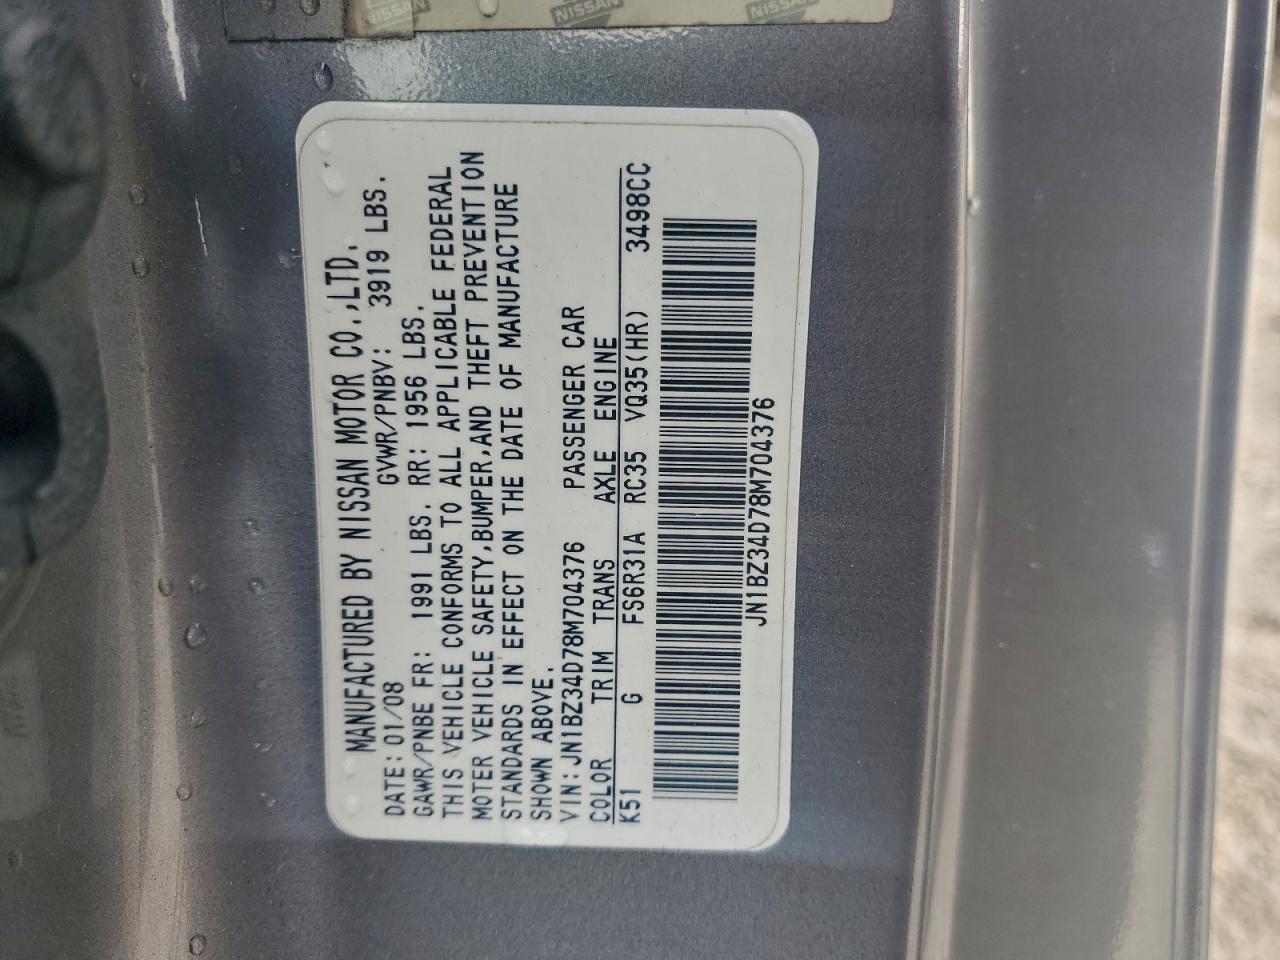 NISSAN NISSAN NISSAN
MANUFACTURED BY NISSAN MOTOR CO.,LTD.
DATE: 01/08 GVWR/PNBV: 3919 LBS.
GAWR/PNBE FR: 1991 LBS. RR: 1956 LBS.
THIS VEHICLE CONFORMS TO ALL APPLICABLE FEDERAL
MOTER VEHICLE SAFETY,BUMPER,AND THEFT PREVENTION
STANDARDS IN EFFECT ON THE DATE OF MANUFACTURE
SHOWN ABOVE.
VIN: JN1BZ34D78M704376 PASSENGER CAR
COLOR TRIM TRANS AXLE ENGINE
K51 G FS6R31A RC35 VQ35(HR) 3498CC
JN1BZ34D78M704376